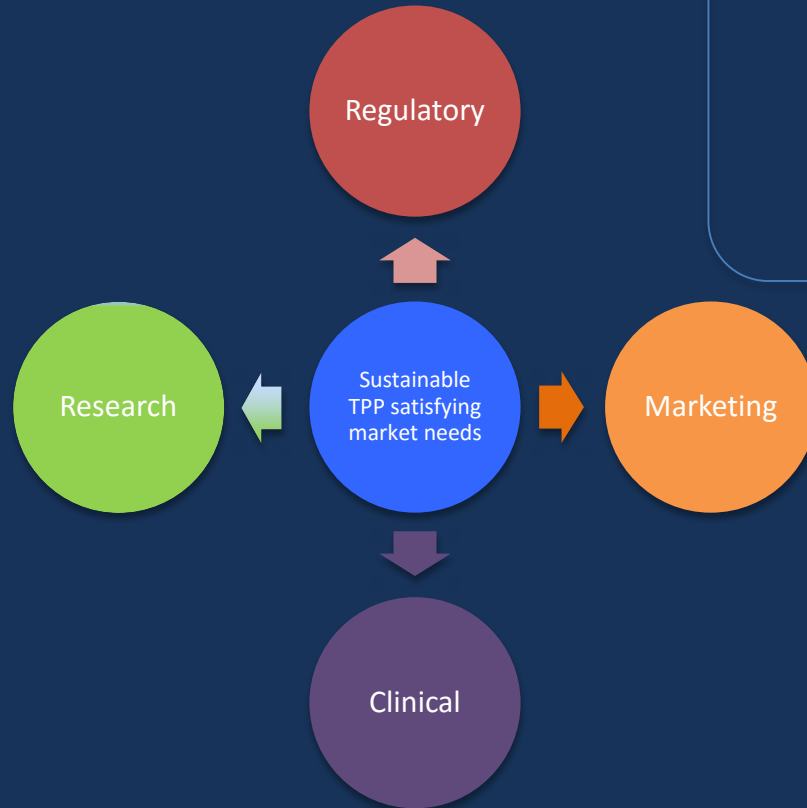 Regulatory
Research
Sustainable
TPP satisfying
market needs
Marketing
Clinical